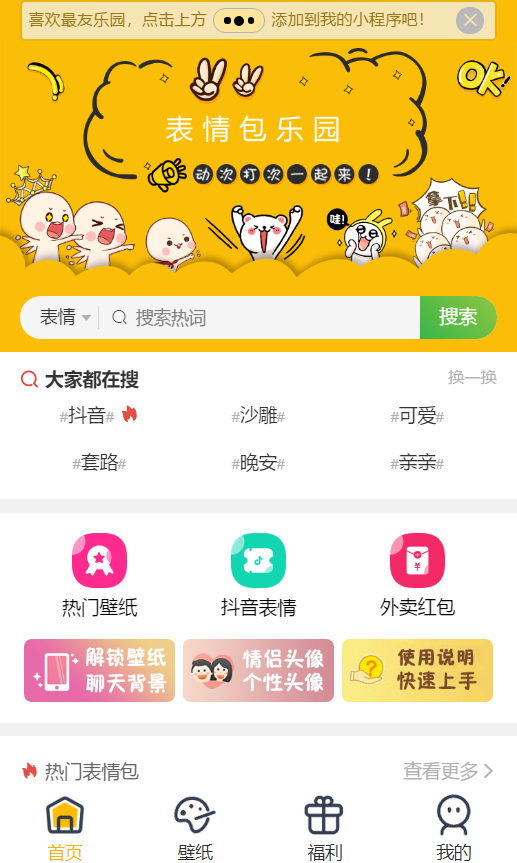 喜欢最友乐园，点击上方 ••• 添加到我的小程序吧！
OK!
表情包乐园
动次打次一起来！
哇!
拿下!!
表情
搜索热词
搜索
大家都在搜
换一换
#抖音#
#沙雕#
#可爱#
#套路#
#晚安#
#亲亲#
热门壁纸
抖音表情
外卖红包
解锁壁纸
聊天背景
情侣头像
个性头像
使用说明
快速上手
热门表情包
查看更多
首页
壁纸
福利
我的